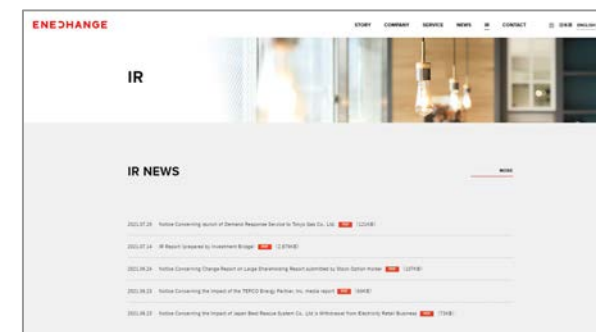 ENECHANGE
STORY COMPANY SERVICE NEWS IR CONTACT 日本語 ENGLISH
IR
IR NEWS
MORE
2021.07.29 Notice Concerning launch of Demand Response Service to Tokyo Gas Co., Ltd.
2021.07.14 IR Report (prepared by Investment Bridge)
2021.06.24 Notice Concerning Change Report on Large Shareholding Report submitted by Stock Option Holder
2021.06.23 Notice Concerning the Impact of the TEPCO Energy Partner, Inc. media report
Notice Concerning the Impact of Japan Best Rescue System Co., Ltd.'s Withdrawal from Electricity Retail Business